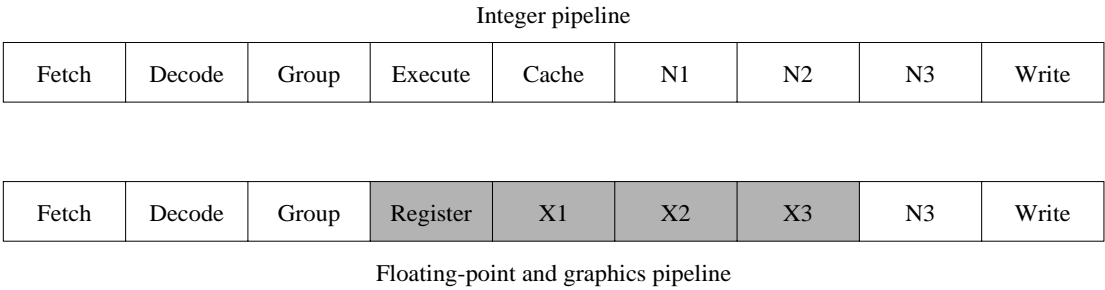 Integer pipeline
Fetch Decode Group Execute Cache N1 N2 N3 Write
Fetch Decode Group Register X1 X2 X3 N3 Write
Floating-point and graphics pipeline